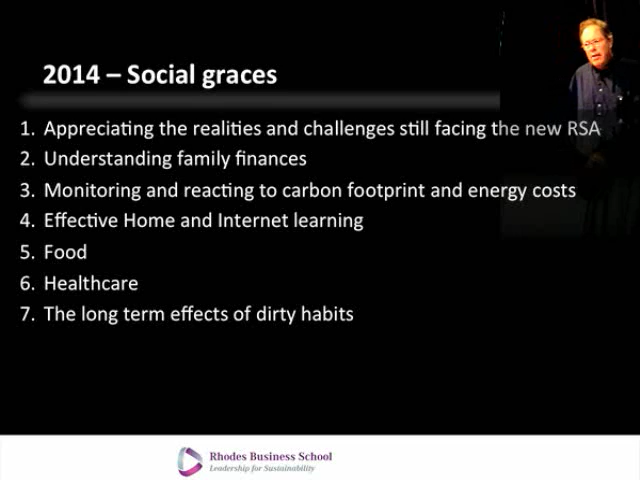 2014 – Social graces
1. Appreciating the realities and challenges still facing the new RSA
2. Understanding family finances
3. Monitoring and reacting to carbon footprint and energy costs
4. Effective Home and Internet learning
5. Food
6. Healthcare
7. The long term effects of dirty habits
Rhodes Business School
Leadership for Sustainability